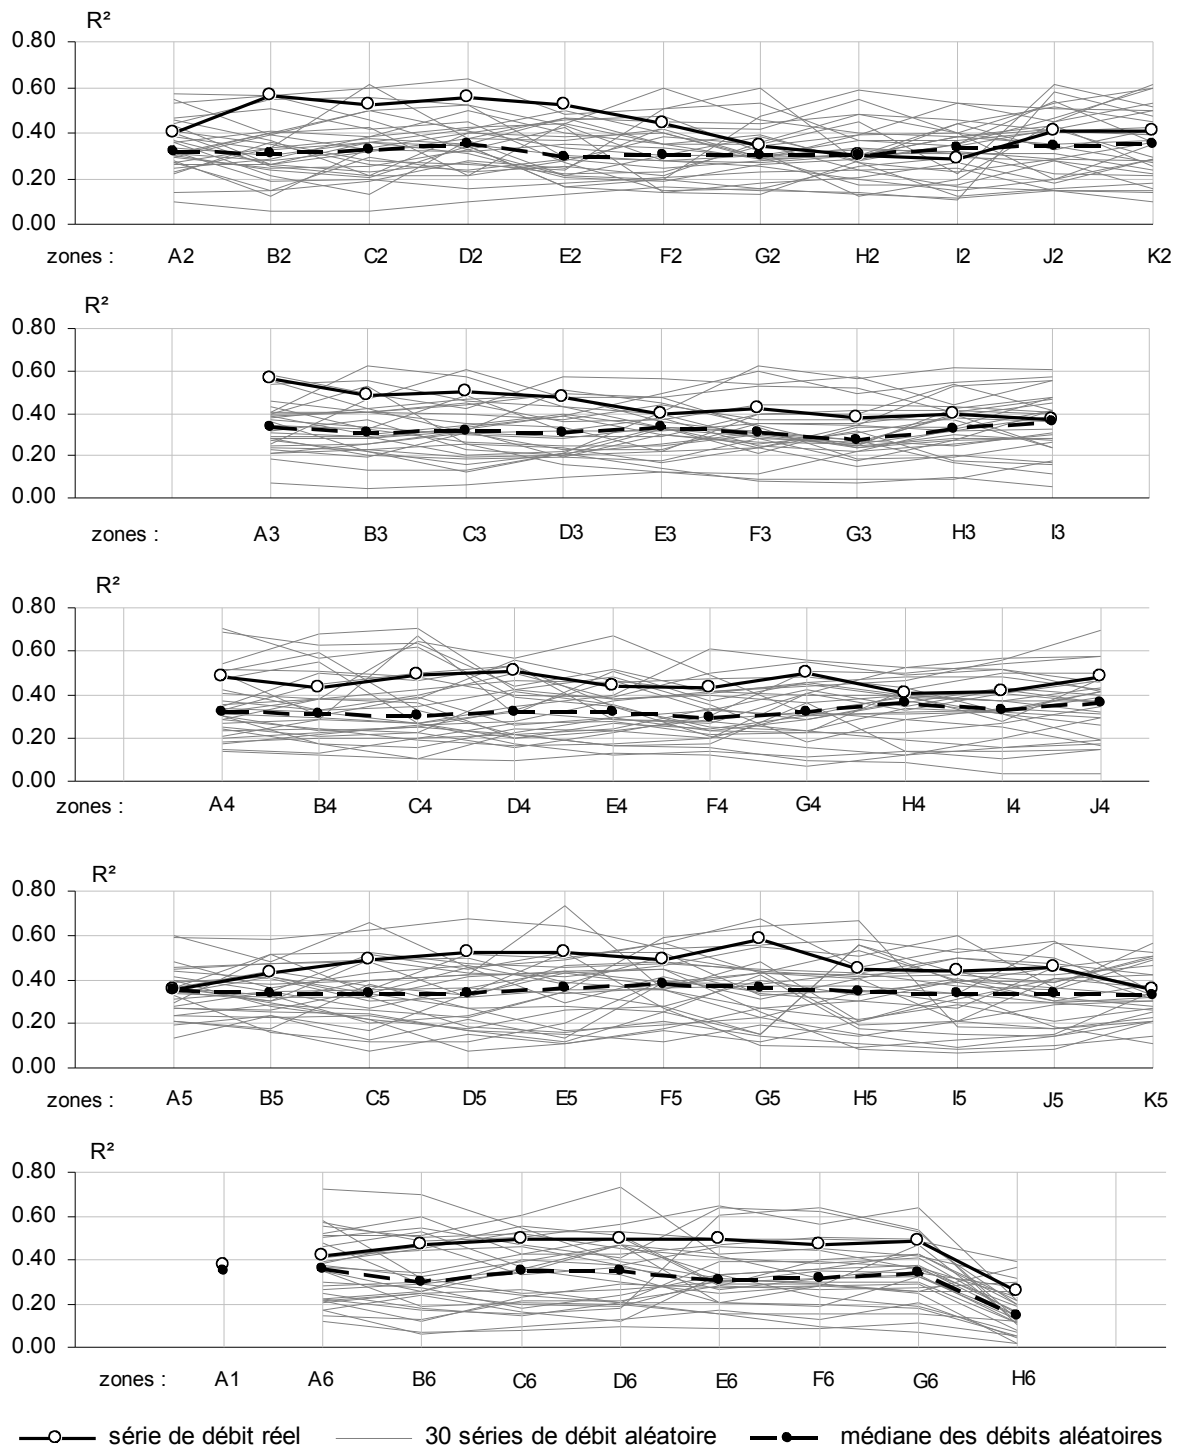 R²
0.80
0.60
0.40
0.20
0.00
zones : A2 B2 C2 D2 E2 F2 G2 H2 I2 J2 K2
R²
0.80
0.60
0.40
0.20
0.00
zones : A3 B3 C3 D3 E3 F3 G3 H3 I3
R²
0.80
0.60
0.40
0.20
0.00
zones : A4 B4 C4 D4 E4 F4 G4 H4 I4 J4
R²
0.80
0.60
0.40
0.20
0.00
zones : A5 B5 C5 D5 E5 F5 G5 H5 I5 J5 K5
R²
0.80
0.60
0.40
0.20
0.00
zones : A1 A6 B6 C6 D6 E6 F6 G6 H6
série de débit réel 30 séries de débit aléatoire médiane des débits aléatoires